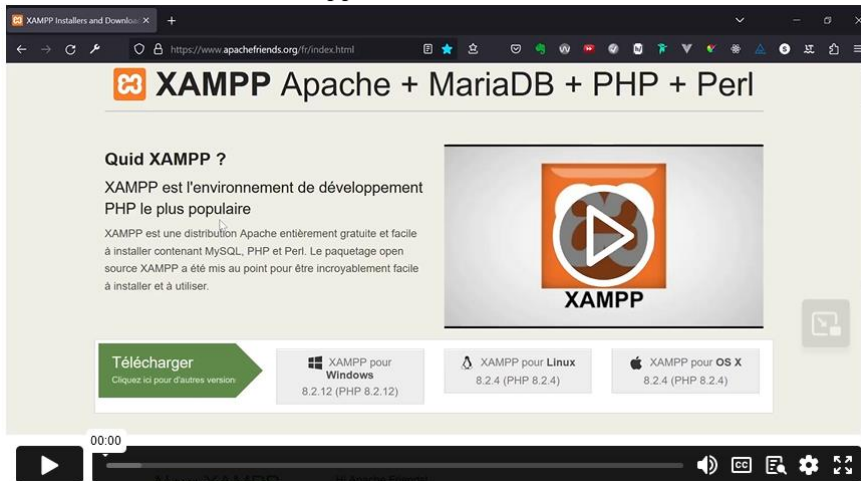 XAMPP Installers and Downloa
https://www.apachefriends.org/fr/index.html
XAMPP Apache + MariaDB + PHP + Perl
Quid XAMPP ?
XAMPP est l'environnement de développement
PHP le plus populaire
XAMPP est une distribution Apache entièrement gratuite et facile
à installer contenant MySQL, PHP et Perl. Le paquetage open
source XAMPP a été mis au point pour être incroyablement facile
à installer et à utiliser.
XAMPP
Télécharger
Cliquez ici pour d'autres version
XAMPP pour
Windows
8.2.12 (PHP 8.2.12)
XAMPP pour Linux
8.2.4 (PHP 8.2.4)
XAMPP pour OS X
8.2.4 (PHP 8.2.4)
00:00
CC